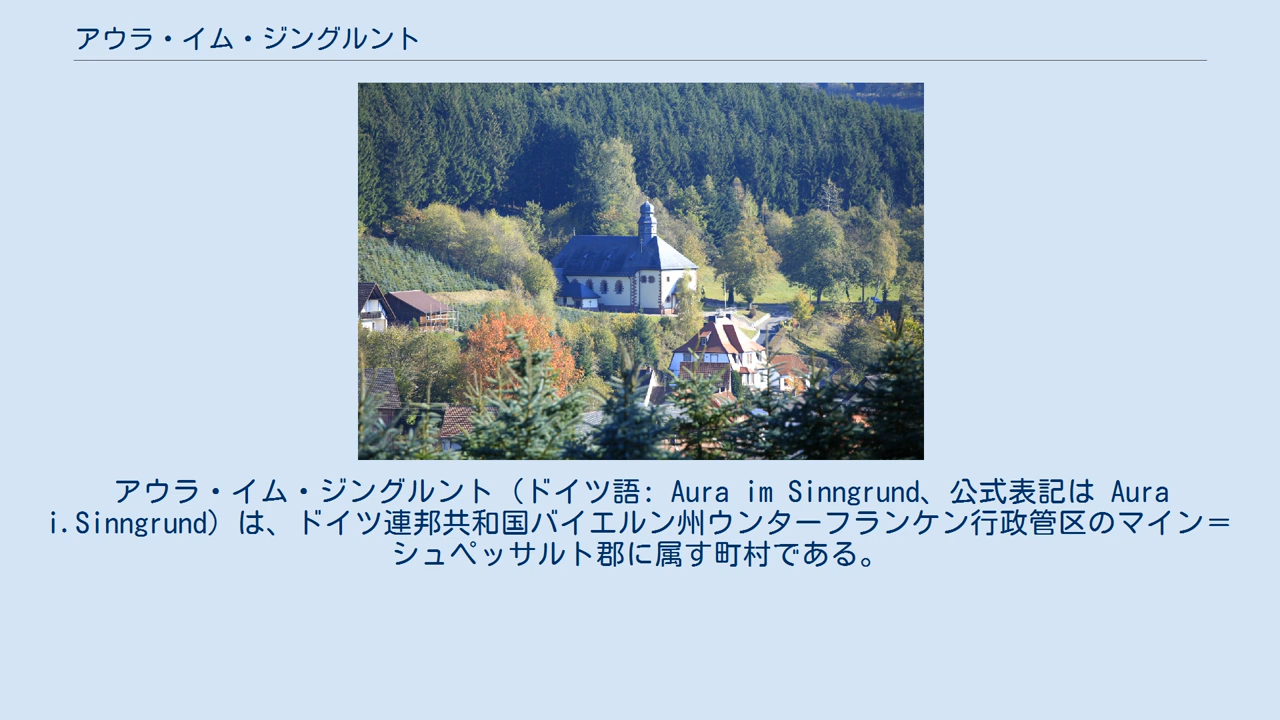 アウラ・イム・ジングルント
アウラ・イム・ジングルント（ドイツ語: Aura im Sinngrund、公式表記は Aura
i.Sinngrund）は、ドイツ連邦共和国バイエルン州ウンターフランケン行政管区のマイン＝
シュペッサルト郡に属す町村である。